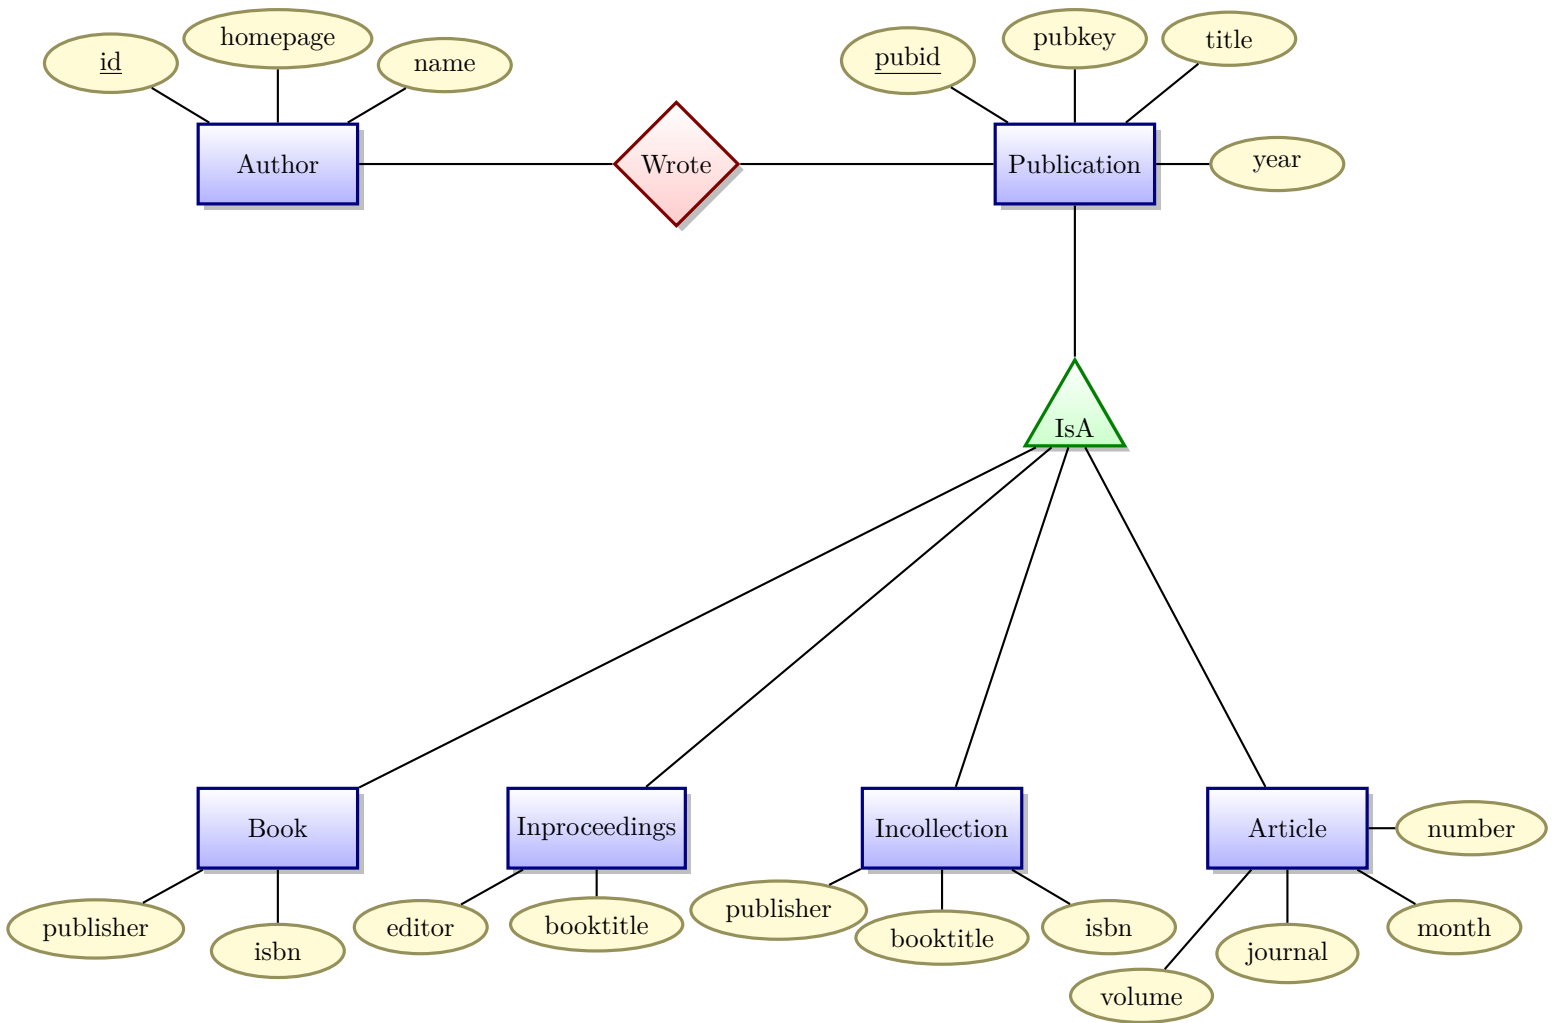 id
homepage
name
pubid
pubkey
title
Author
Wrote
Publication
year
IsA
Book
Inproceedings
Incollection
Article
number
publisher
isbn
editor
booktitle
publisher
booktitle
isbn
volume
journal
month